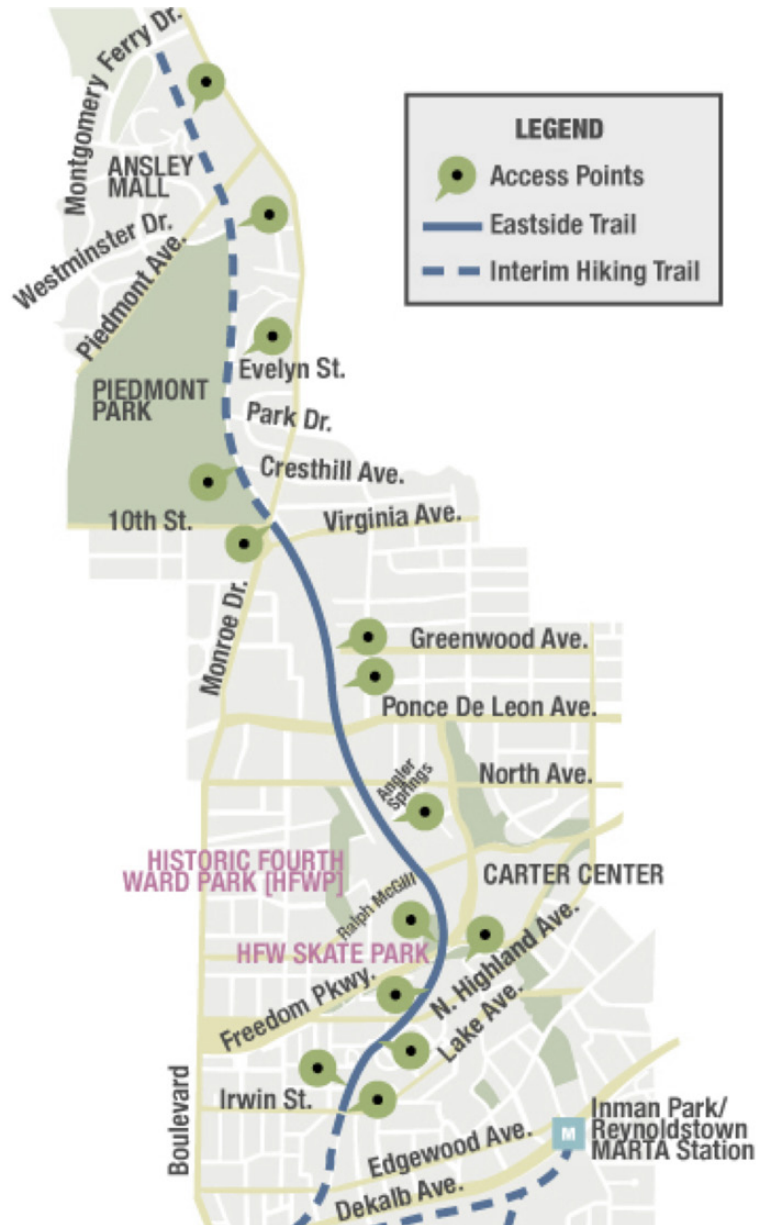 Montgomery Ferry Dr.
LEGEND
Access Points
Eastside Trail
Interim Hiking Trail
ANSLEY
MALL
Westminster Dr.
Piedmont Ave.
Evelyn St.
PIEDMONT
PARK
Park Dr.
Cresthill Ave.
10th St.
Virginia Ave.
Monroe Dr.
Greenwood Ave.
Ponce De Leon Ave.
North Ave.
Angler
Springs
HISTORIC FOURTH
WARD PARK [HFWP]
CARTER CENTER
Ralph McGill
HFW SKATE PARK
N. Highland Ave.
Freedom Pkwy.
Lake Ave.
Irwin St.
Boulevard
Edgewood Ave.
M
Inman Park/
Reynoldstown
MARTA Station
Dekalb Ave.